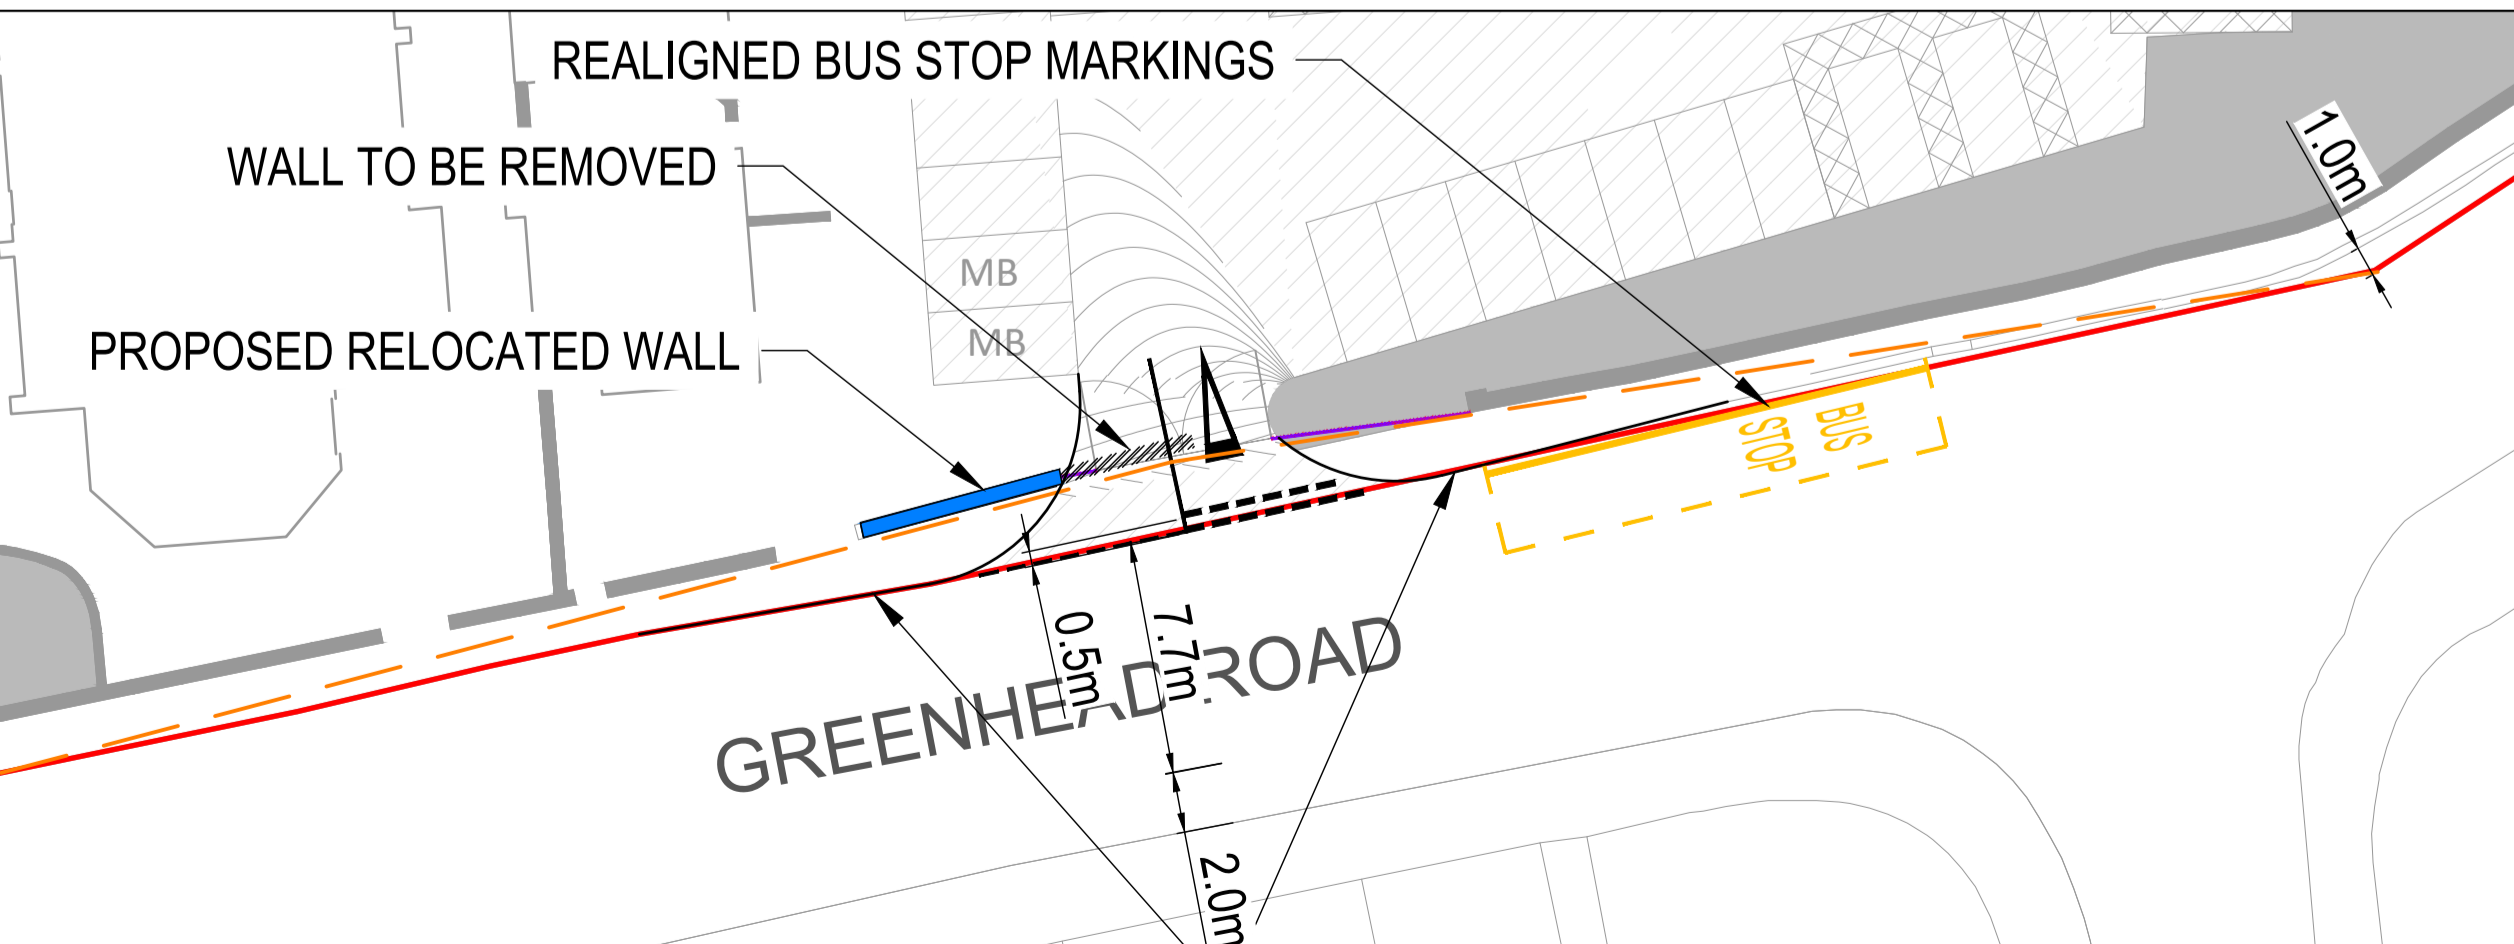 REALIGNED BUS STOP MARKINGS
WALL TO BE REMOVED
PROPOSED RELOCATED WALL
1.0m
MB
MB
BUS
STOP
0.5m
7.7m
GREENHEAD ROAD
2.0m